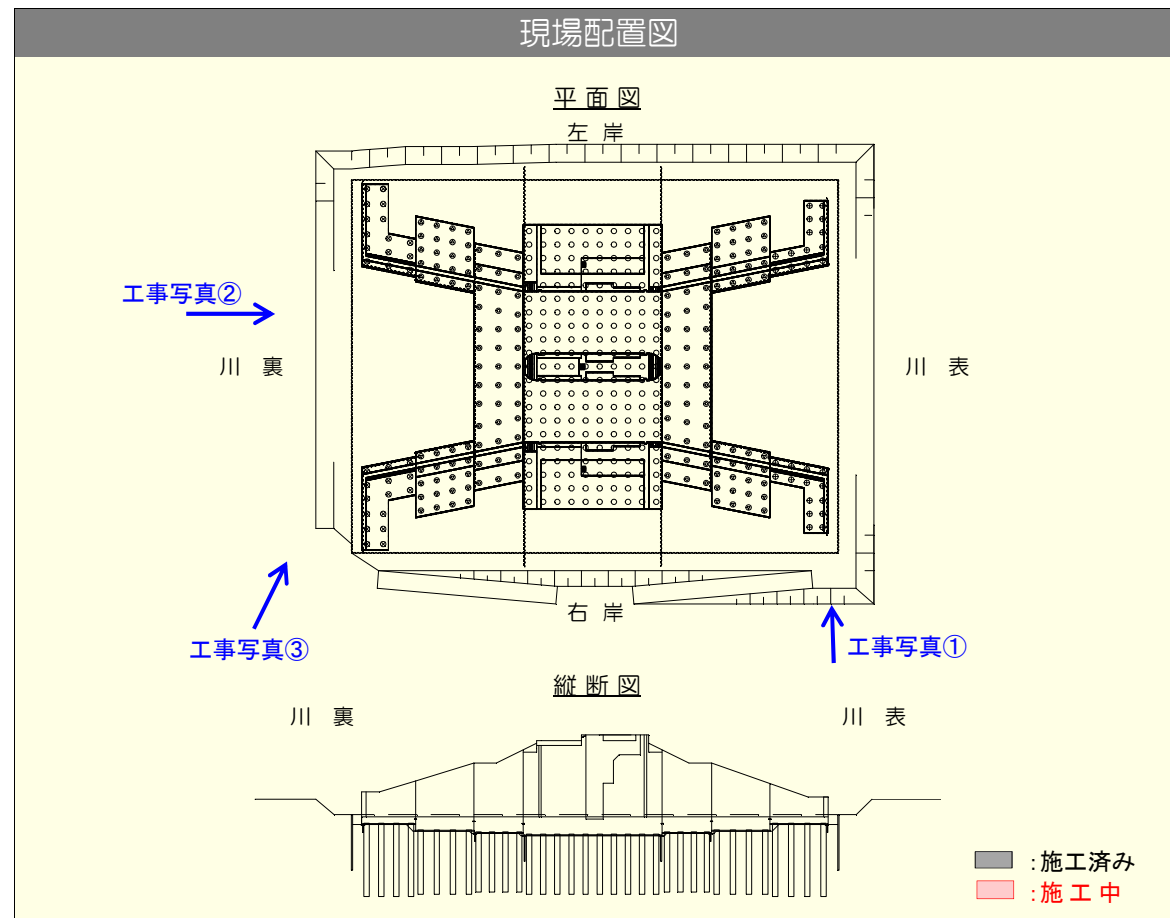 現場配置図
平 面 図
左 岸
工事写真②
川 裏
川 表
右 岸
工事写真③
工事写真①
縦 断 図
川 裏
川 表
:施工済み
:施 工 中